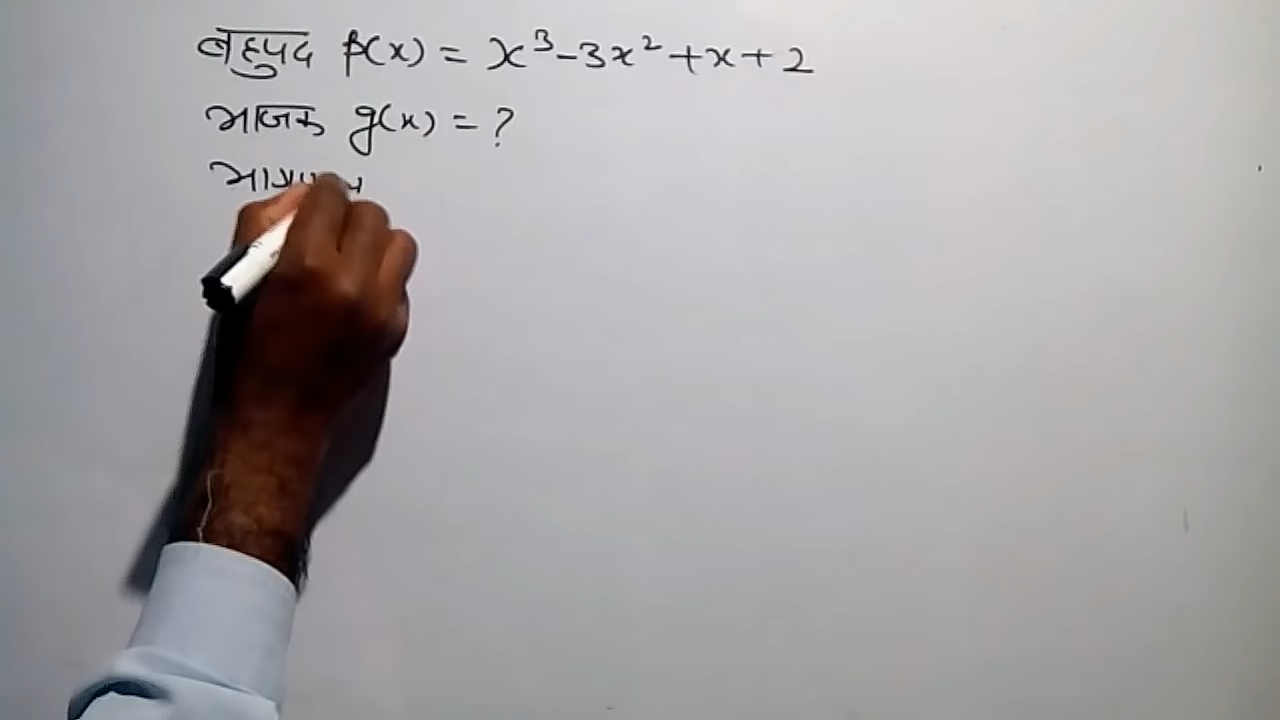 बहुपद p(x) = x³-3x²+x+2
भाजक g(x) = ?